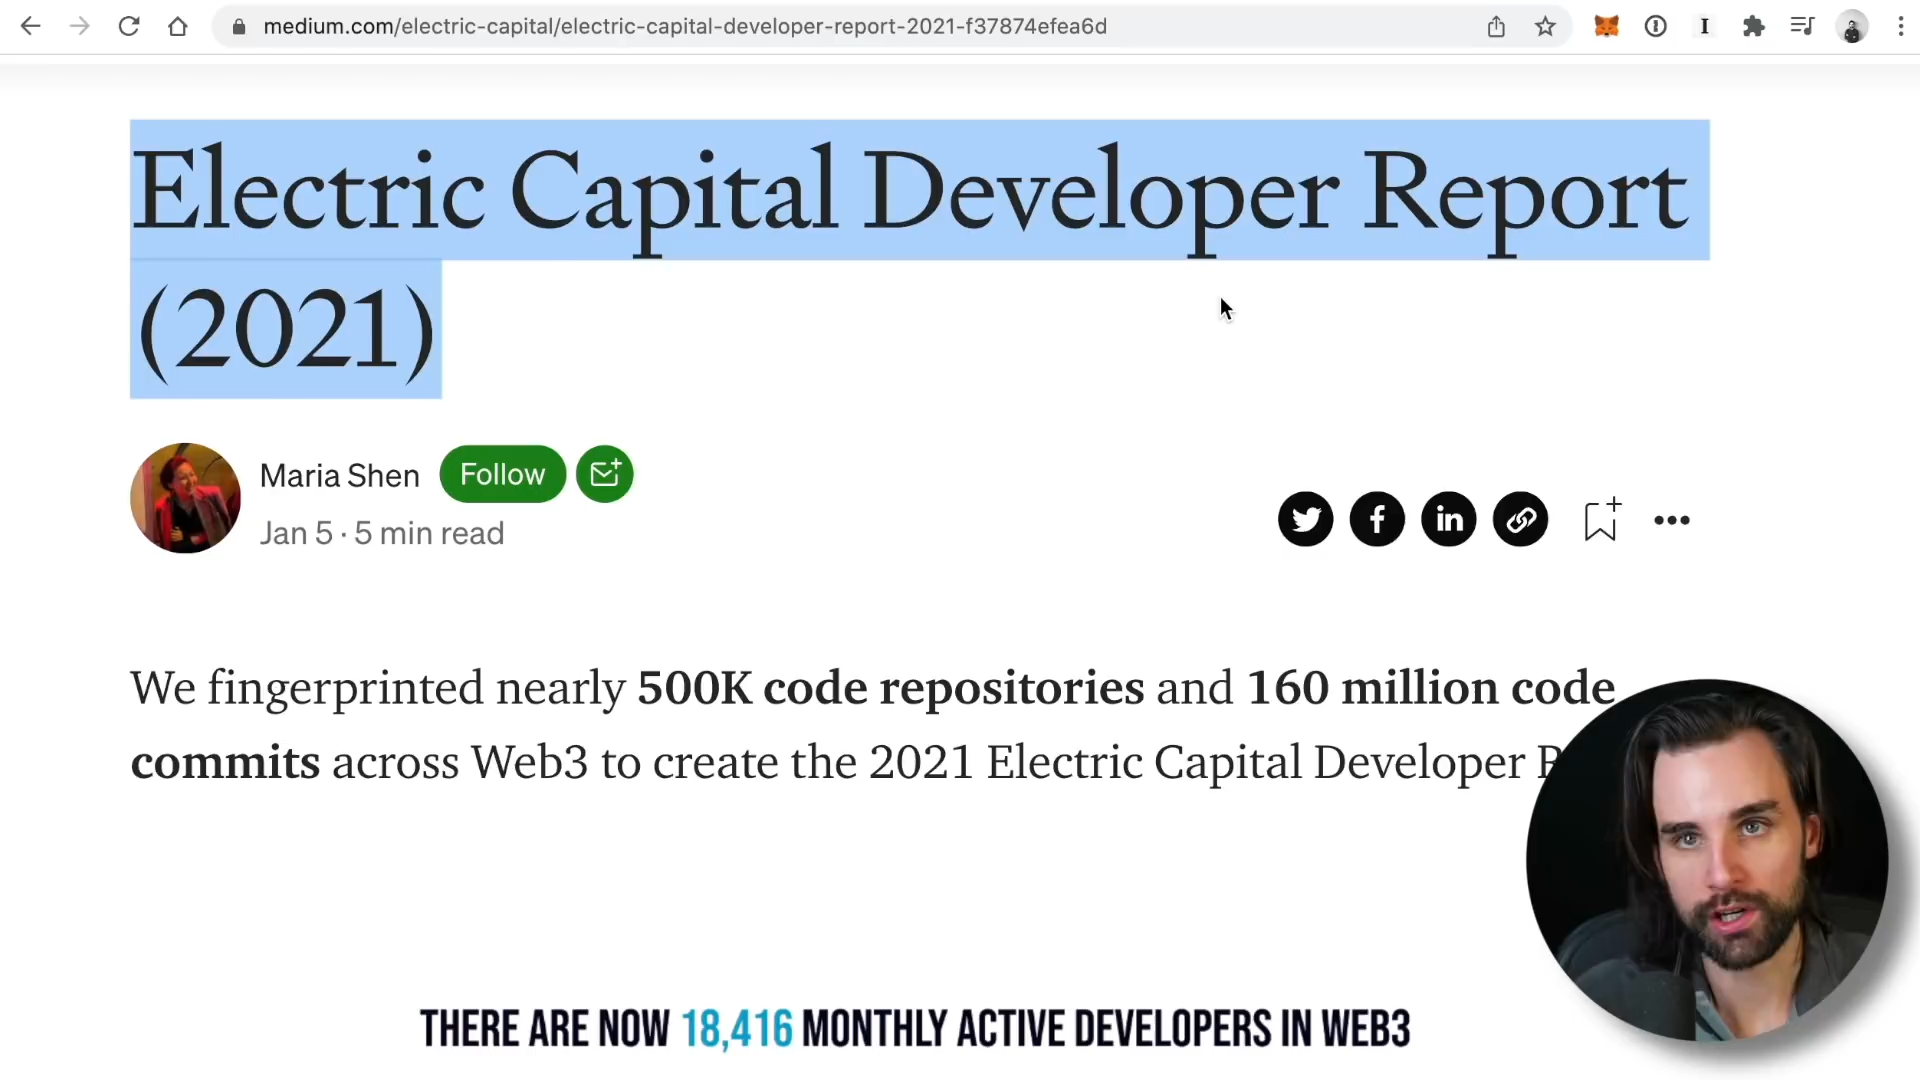 medium.com/electric-capital/electric-capital-developer-report-2021-f37874efea6d
Electric Capital Developer Report
(2021)
Maria Shen Follow
Jan 5 · 5 min read
We fingerprinted nearly 500K code repositories and 160 million code
commits across Web3 to create the 2021 Electric Capital Developer
THERE ARE NOW 18,416 MONTHLY ACTIVE DEVELOPERS IN WEB3